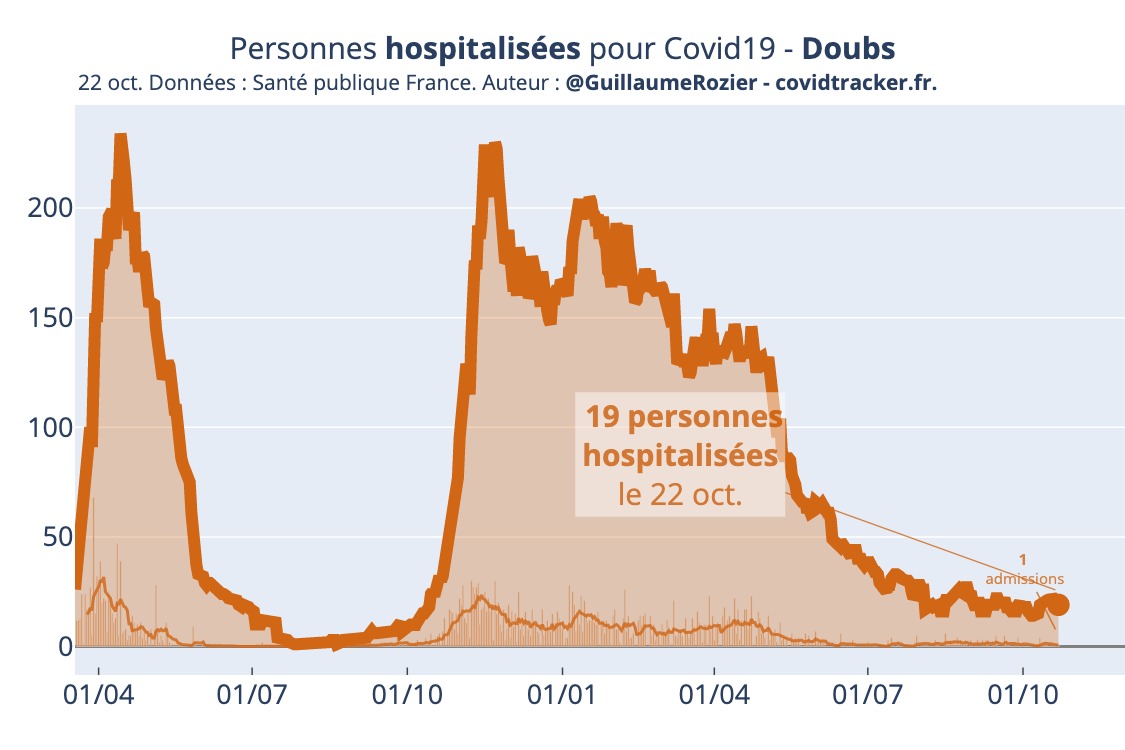 Personnes hospitalisées pour Covid19 - Doubs
22 oct. Données : Santé publique France. Auteur : @GuillaumeRozier - covidtracker.fr.
200
150
100
50
0
19 personnes
hospitalisées
le 22 oct.
1
admissions
01/04 01/07 01/10 01/01 01/04 01/07 01/10